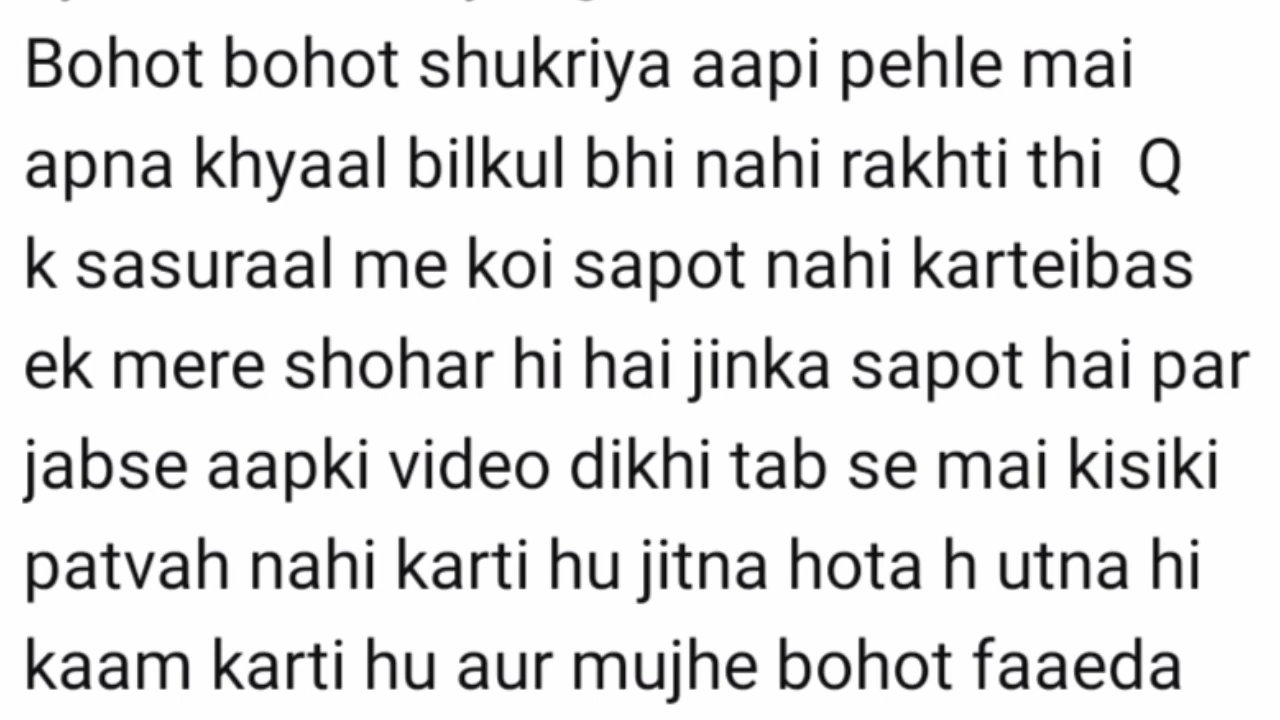 Bohot bohot shukriya aapi pehle mai
apna khyaal bilkul bhi nahi rakhti thi  Q
k sasuraal me koi sapot nahi karteibas
ek mere shohar hi hai jinka sapot hai par
jabse aapki video dikhi tab se mai kisiki
patvah nahi karti hu jitna hota h utna hi
kaam karti hu aur mujhe bohot faaeda